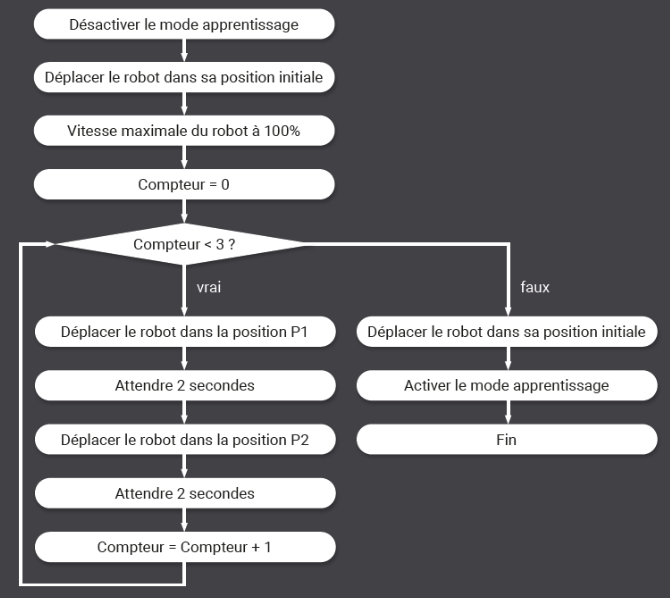 Désactiver le mode apprentissage
Déplacer le robot dans sa position initiale
Vitesse maximale du robot à 100%
Compteur = 0
Compteur < 3 ?
vrai
faux
Déplacer le robot dans la position P1
Déplacer le robot dans sa position initiale
Attendre 2 secondes
Activer le mode apprentissage
Déplacer le robot dans la position P2
Fin
Attendre 2 secondes
Compteur = Compteur + 1